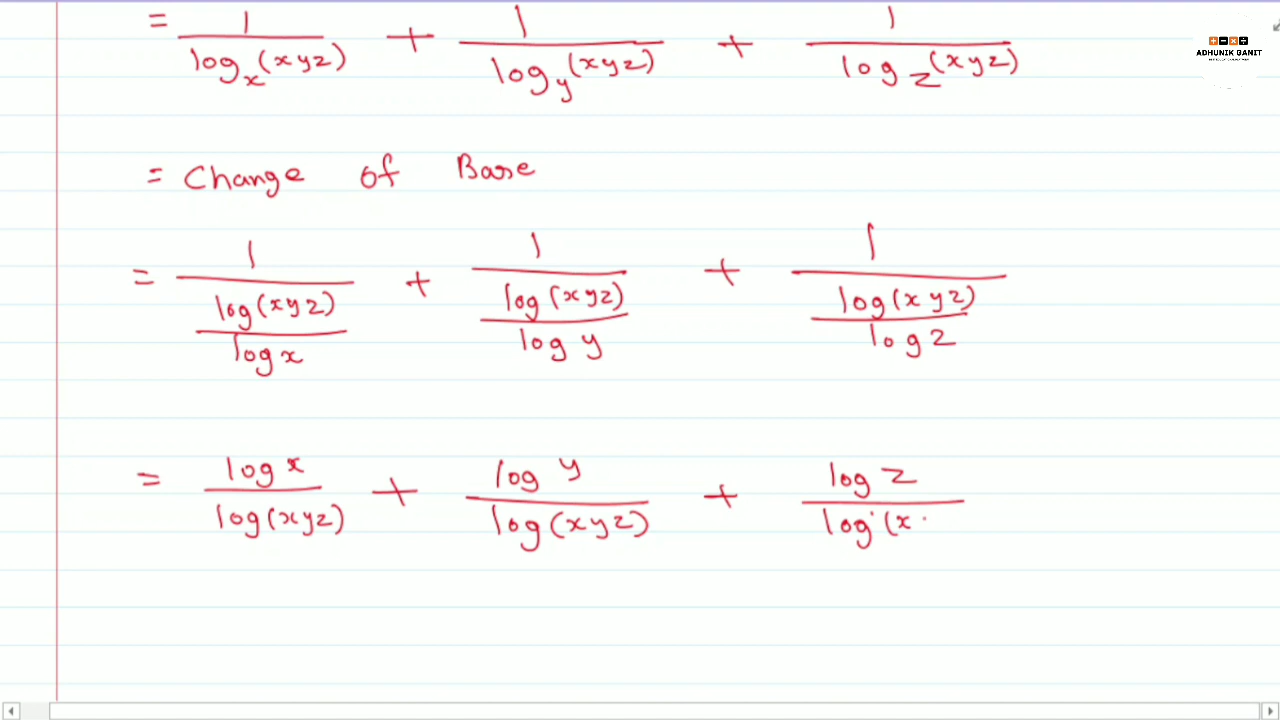 = 1/log_x(xyz) + 1/log_y(xyz) + 1/log_z(xyz)
ADHUNIK GANIT
= Change of Base
= 1/(log(xyz)/log x) + 1/(log(xyz)/log y) + 1/(log(xyz)/log z)
= log x/log(xyz) + log y/log(xyz) + log z/log(x